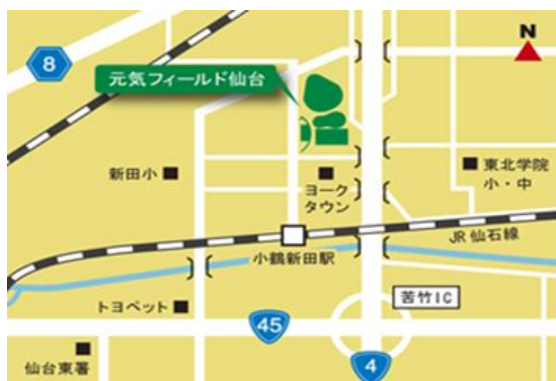 N
8
元気フィールド仙台
新田小
ヨーク
タウン
東北学院
小・中
JR 仙石線
小鶴新田駅
トヨペット
苦竹IC
45
仙台東署
4